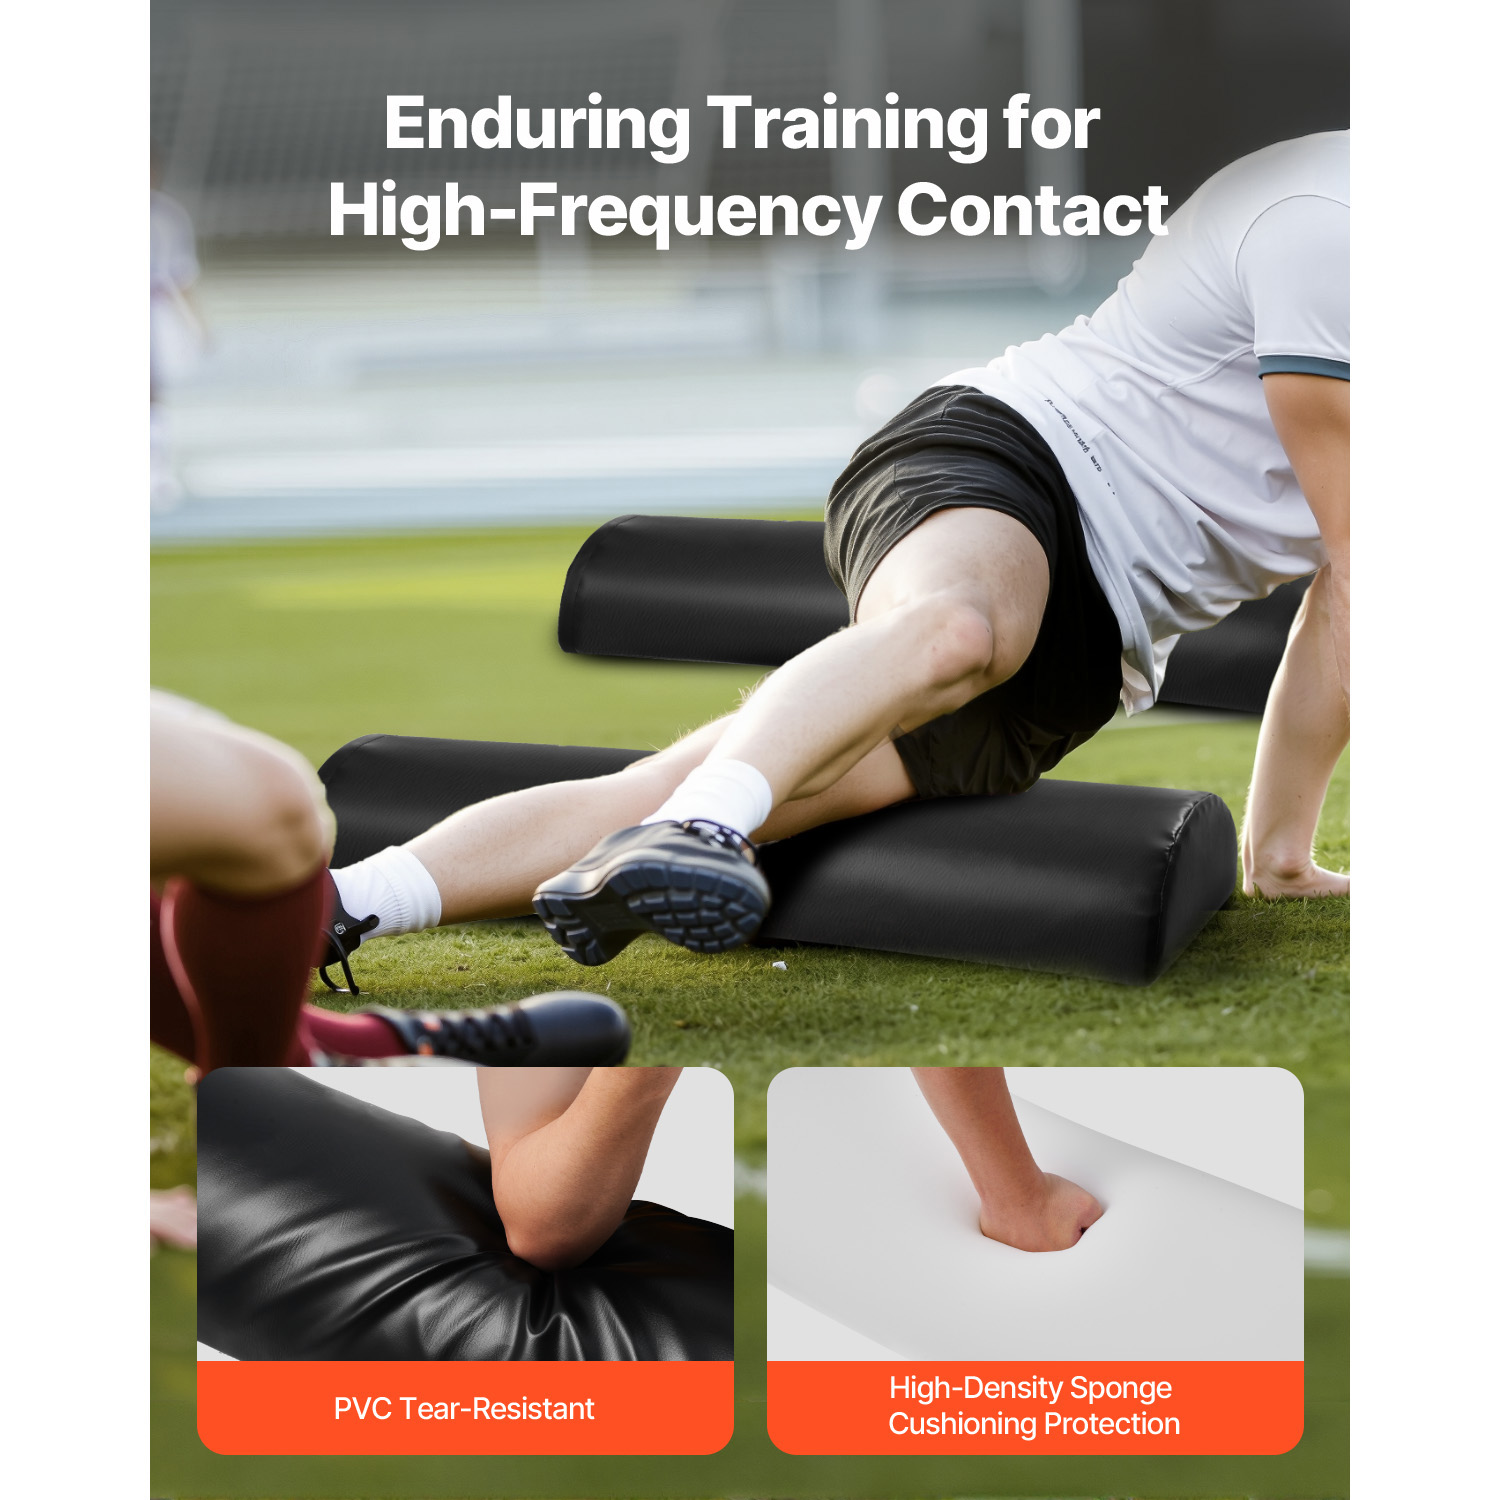 Enduring Training for
High-Frequency Contact
PVC Tear-Resistant
High-Density Sponge
Cushioning Protection